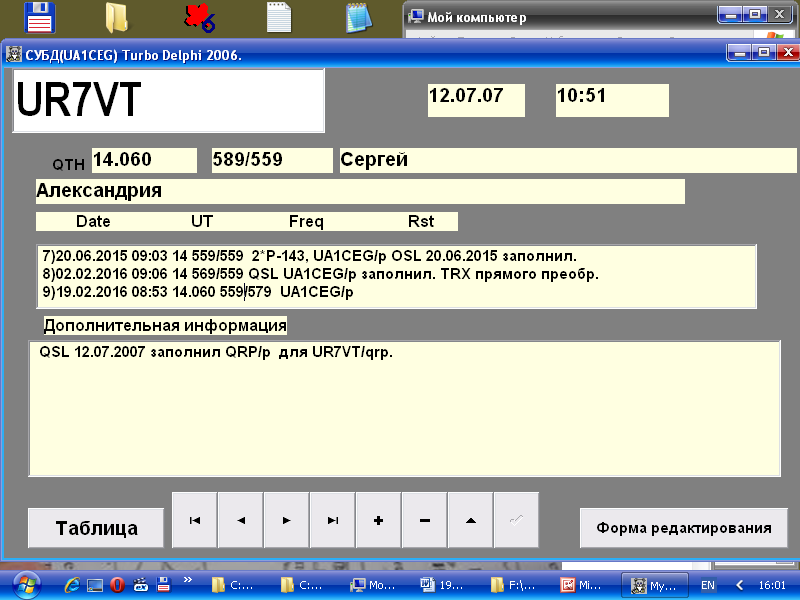 Мой компьютер
СУБД(UA1CEG) Turbo Delphi 2006.
UR7VT
12.07.07 10:51
QTH 14.060 589/559 Сергей
Александрия
Date UT Freq Rst
7)20.06.2015 09:03 14 559/559 2*P-143, UA1CEG/p OSL 20.06.2015 заполнил.
8)02.02.2016 09:06 14 569/559 QSL UA1CEG/p заполнил. TRX прямого преобр.
9)19.02.2016 08:53 14.060 559/579 UA1CEG/p
Дополнительная информация
QSL 12.07.2007 заполнил QRP/p для UR7VT/qrp.
Таблица
Форма редактирования
C:... C:... Mo... 19... F:\... Mi... My... EN 16:01